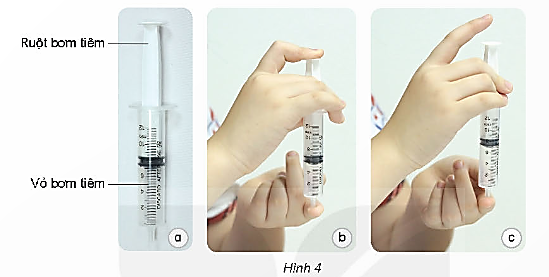 Ruột bơm tiêm
Vỏ bơm tiêm
a
b
c
Hình 4